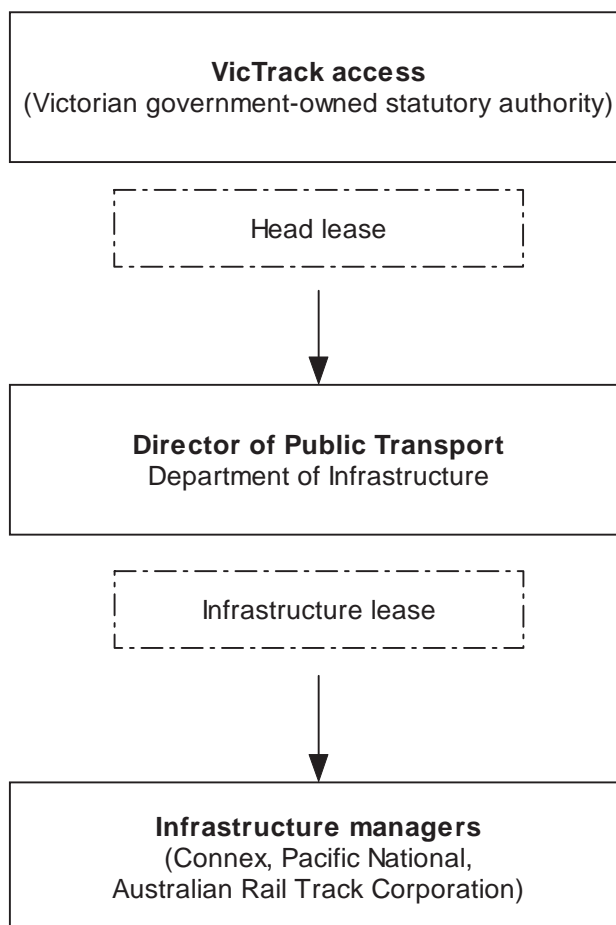 VicTrack access
(Victorian government-owned statutory authority)
Head lease
Director of Public Transport
Department of Infrastructure
Infrastructure lease
Infrastructure managers
(Connex, Pacific National,
Australian Rail Track Corporation)